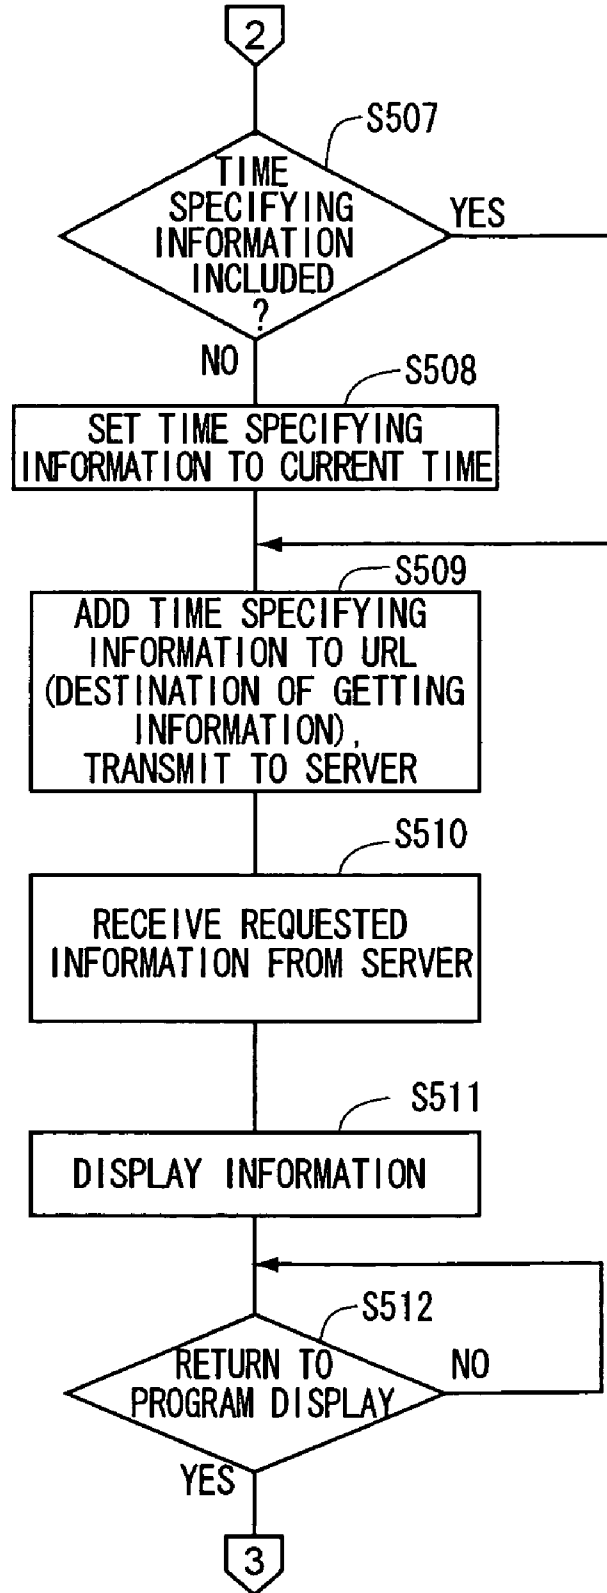 2
S507
TIME
SPECIFYING
INFORMATION
INCLUDED
?
YES
NO
S508
SET TIME SPECIFYING
INFORMATION TO CURRENT TIME
S509
ADD TIME SPECIFYING
INFORMATION TO URL
(DESTINATION OF GETTING
INFORMATION),
TRANSMIT TO SERVER
S510
RECEIVE REQUESTED
INFORMATION FROM SERVER
S511
DISPLAY INFORMATION
S512
RETURN TO
PROGRAM DISPLAY
NO
YES
3